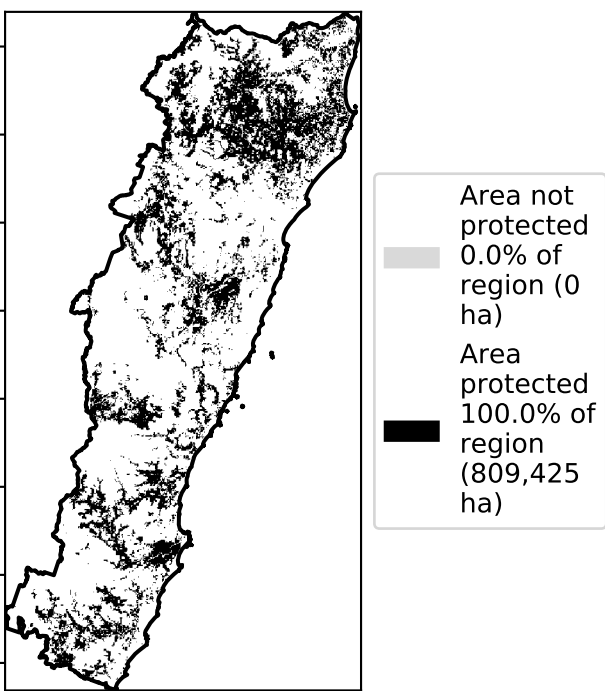 Area not
protected
0.0% of
region (0
ha)
Area
protected
100.0% of
region
(809,425
ha)